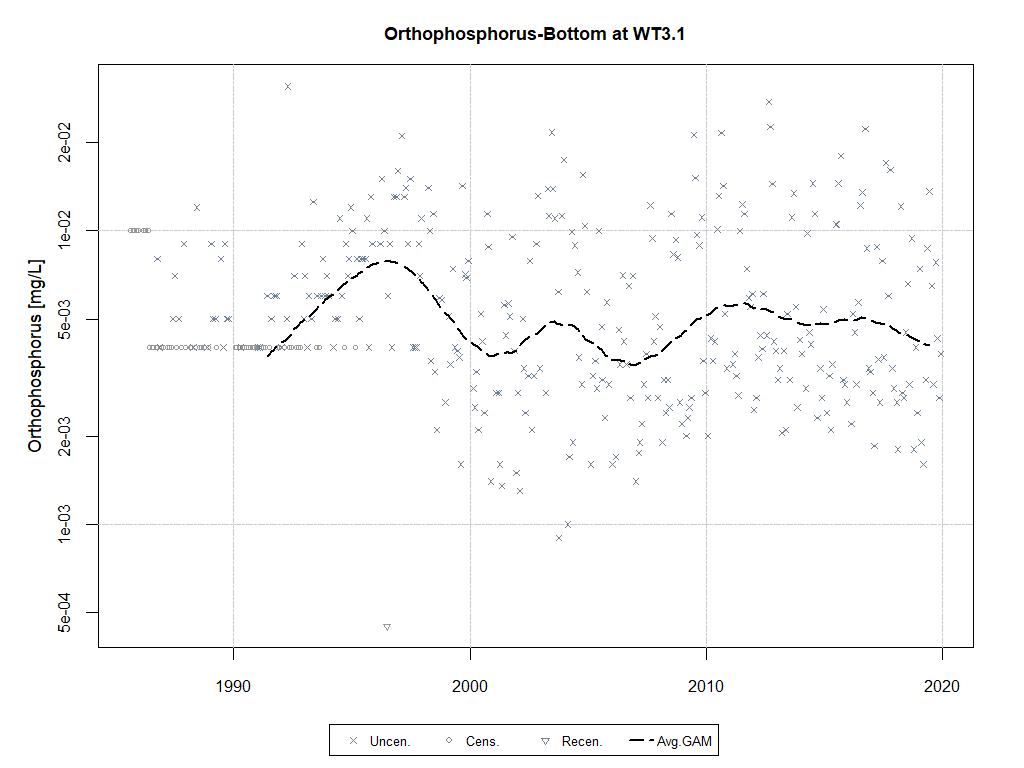 Orthophosphorus-Bottom at WT3.1
Orthophosphorus [mg/L]
2e-02
1e-02
5e-03
2e-03
1e-03
5e-04
1990 2000 2010 2020
Uncen. Cens. Recen. Avg.GAM